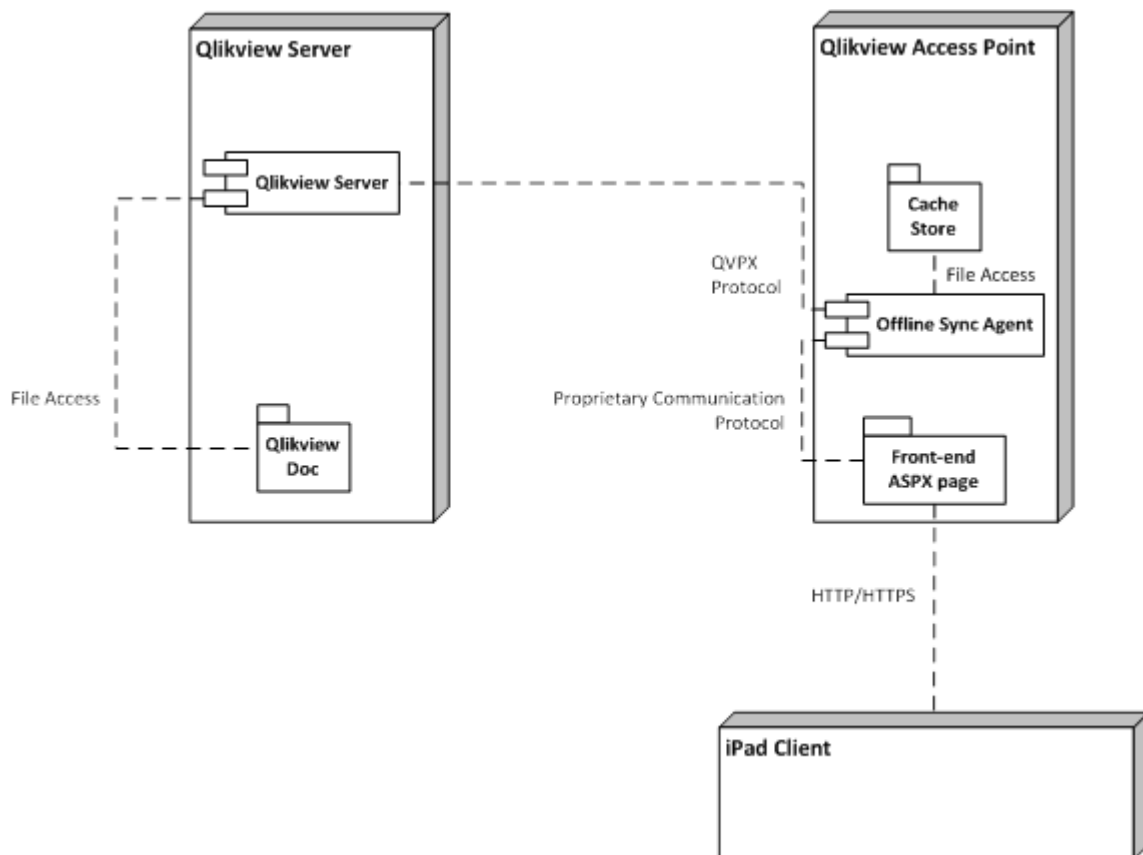 Qlikview Server
Qlikview Access Point
Qlikview Server
Cache
Store
QVPX
Protocol
File Access
Offline Sync Agent
File Access
Proprietary Communication
Protocol
Qlikview
Doc
Front-end
ASPX page
HTTP/HTTPS
iPad Client